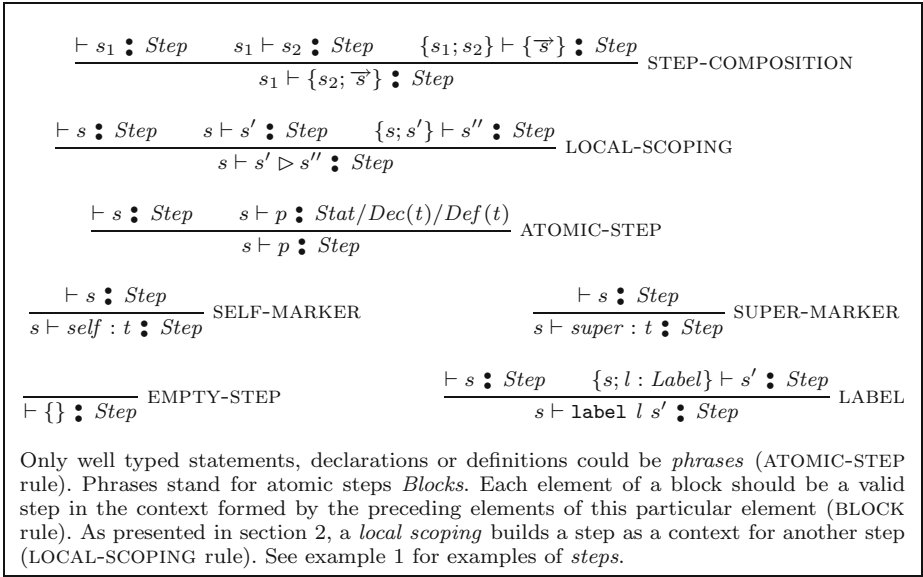 ⊢ s₁ : Step s₁ ⊢ s₂ : Step {s₁; s₂} ⊢ {s⃗} : Step
s₁ ⊢ {s₂; s⃗} : Step
STEP-COMPOSITION
⊢ s : Step s ⊢ s′ : Step {s; s′} ⊢ s″ : Step
s ⊢ s′ ▷ s″ : Step
LOCAL-SCOPING
⊢ s : Step s ⊢ p : Stat/Dec(t)/Def(t)
s ⊢ p : Step
ATOMIC-STEP
⊢ s : Step
s ⊢ self : t : Step
SELF-MARKER
⊢ s : Step
s ⊢ super : t : Step
SUPER-MARKER
⊢ {} : Step
EMPTY-STEP
⊢ s : Step {s; l : Label} ⊢ s′ : Step
s ⊢ label l s′ : Step
LABEL
Only well typed statements, declarations or definitions could be phrases (ATOMIC-STEP
rule). Phrases stand for atomic steps Blocks. Each element of a block should be a valid
step in the context formed by the preceding elements of this particular element (BLOCK
rule). As presented in section 2, a local scoping builds a step as a context for another step
(LOCAL-SCOPING rule). See example 1 for examples of steps.